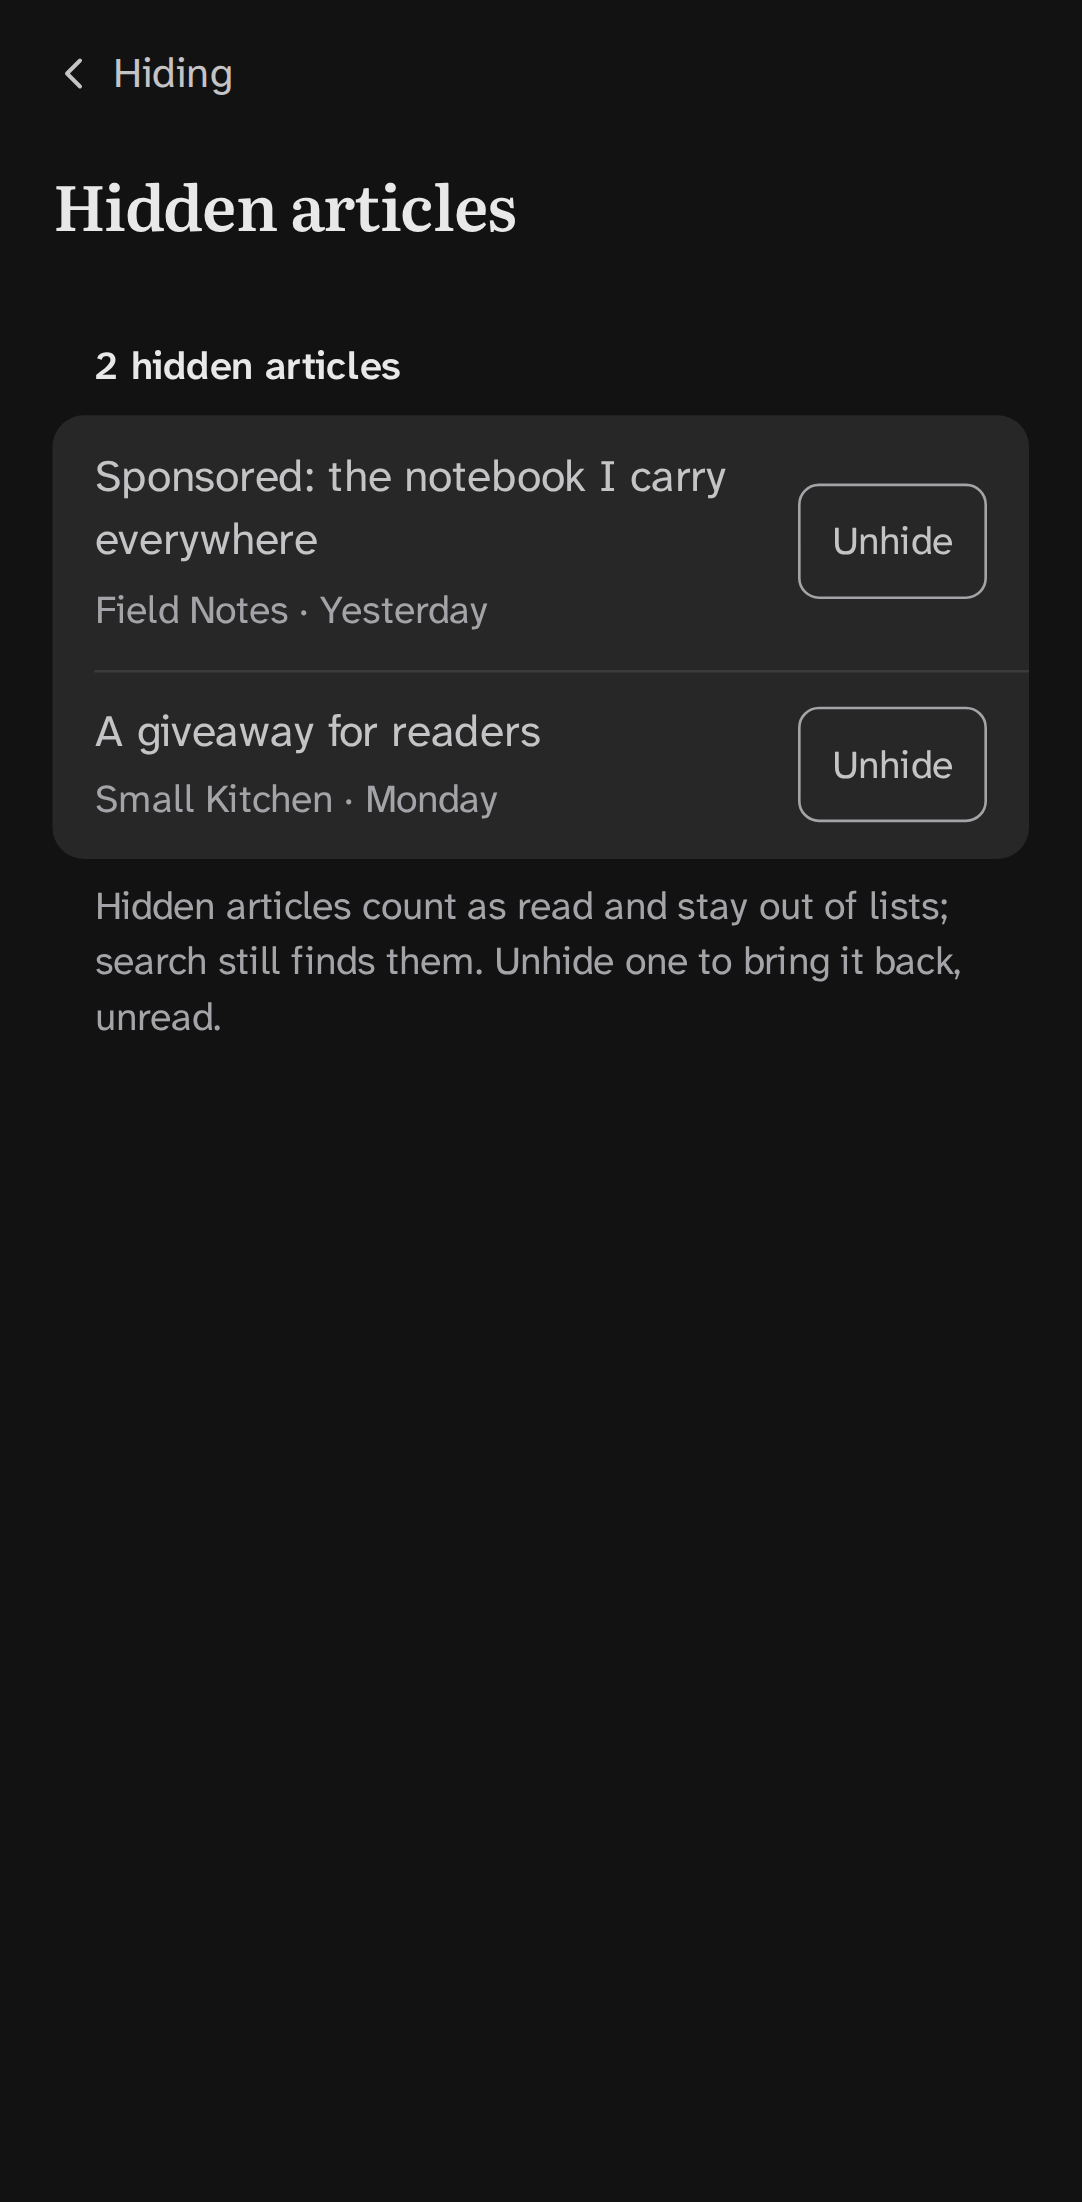 Hiding
Hidden articles
2 hidden articles
Sponsored: the notebook I carry
everywhere
Unhide
Field Notes · Yesterday
A giveaway for readers
Unhide
Small Kitchen · Monday
Hidden articles count as read and stay out of lists;
search still finds them. Unhide one to bring it back,
unread.